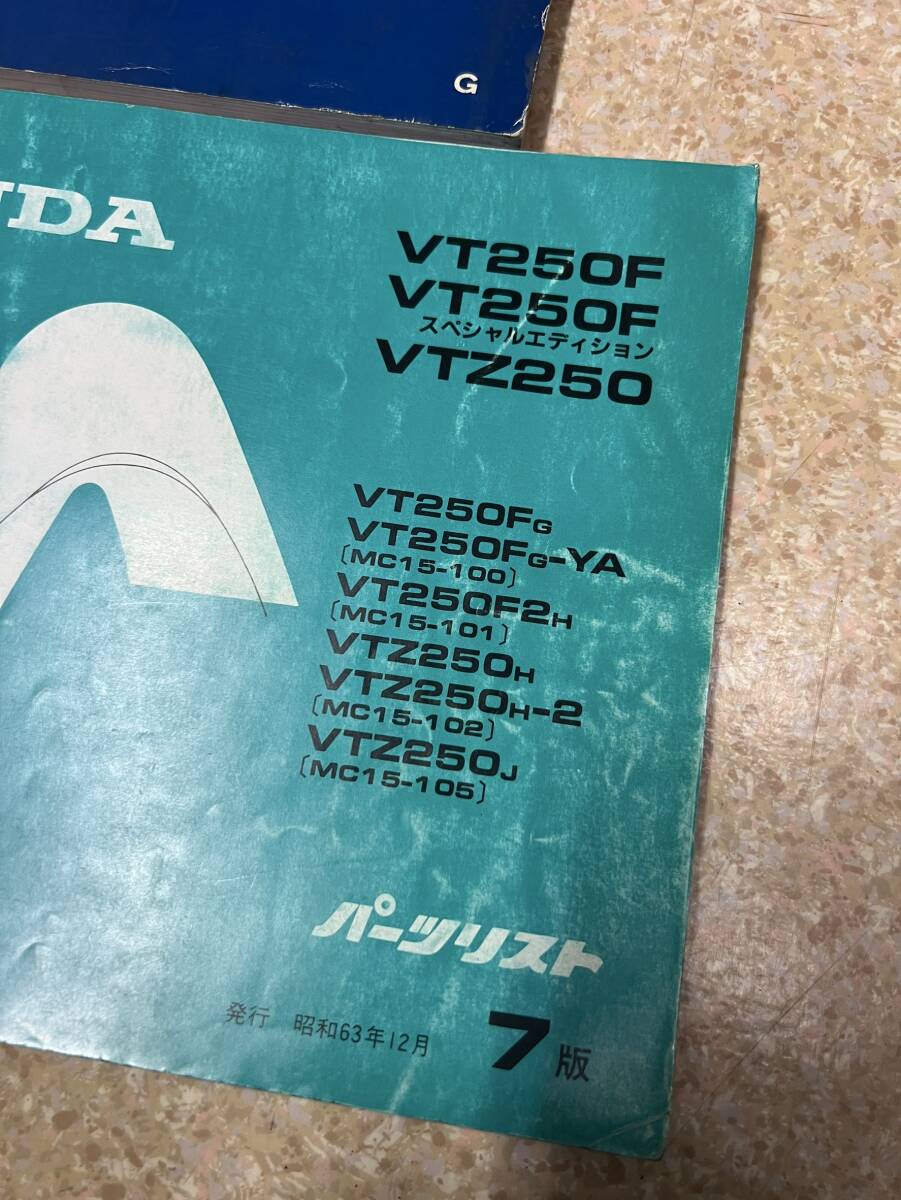 G
NDA
VT250F
VT250F
スペシャルエディション
VTZ250
VT250FG
VT250FG-YA
〔MC15-100〕
VT250F2H
〔MC15-101〕
VTZ250H
VTZ250H-2
〔MC15-102〕
VTZ250J
〔MC15-105〕
パーツリスト
発行 昭和63年12月 7版